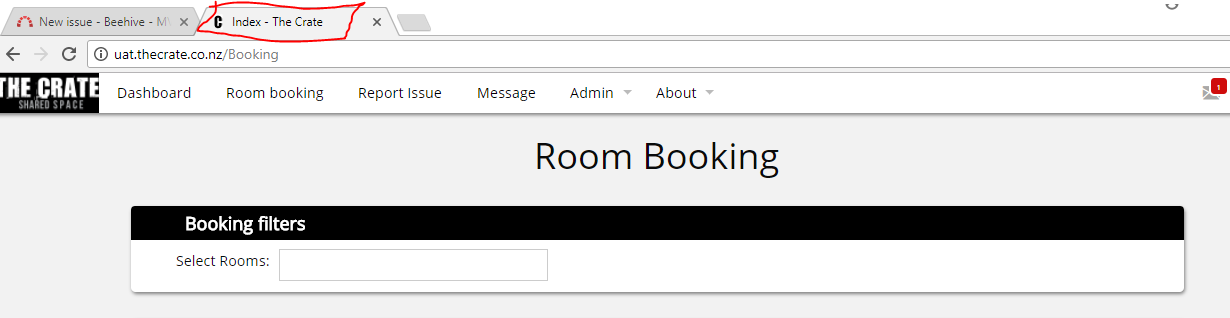 New issue - Beehive - M
C Index - The Crate
uat.thecrate.co.nz/Booking
THE CRATE
SHARED SPACE
Dashboard Room booking Report Issue Message Admin About 1
Room Booking
Booking filters
Select Rooms: